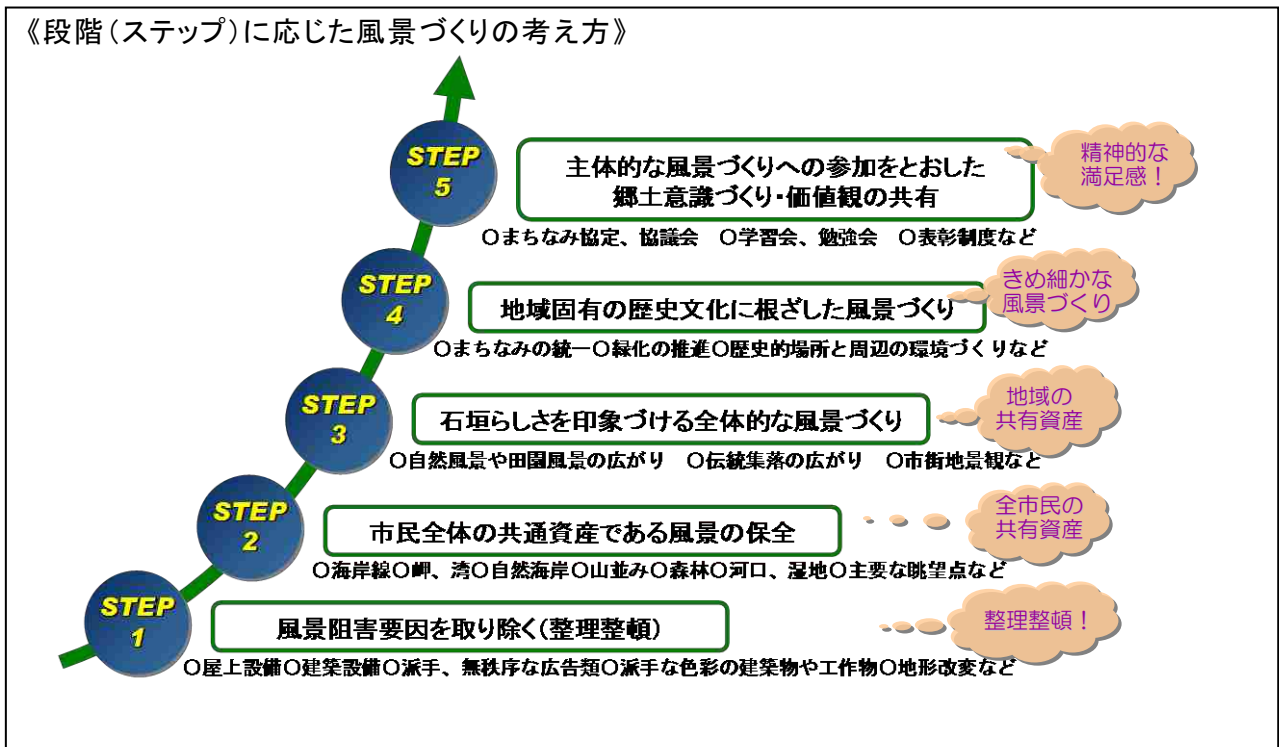 《段階(ステップ)に応じた風景づくりの考え方》
STEP
5
主体的な風景づくりへの参加をとおした
郷土意識づくり・価値観の共有
精神的な
満足感！
○まちなみ協定、協議会　○学習会、勉強会　○表彰制度など
STEP
4
地域固有の歴史文化に根ざした風景づくり
きめ細かな
風景づくり
○まちなみの統一○緑化の推進○歴史的場所と周辺の環境づくりなど
STEP
3
石垣らしさを印象づける全体的な風景づくり
地域の
共有資産
○自然風景や田園風景の広がり　○伝統集落の広がり　○市街地景観など
STEP
2
市民全体の共通資産である風景の保全
全市民の
共有資産
○海岸線○岬、湾○自然海岸○山並み○森林○河口、湿地○主要な眺望点など
STEP
1
風景阻害要因を取り除く(整理整頓)
整理整頓！
○屋上設備○建築設備○派手、無秩序な広告類○派手な色彩の建築物や工作物○地形改変など